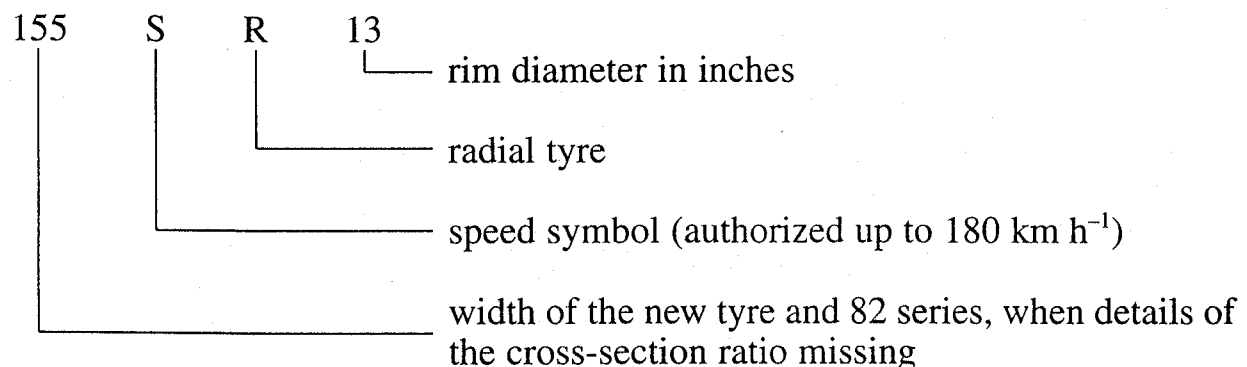 155 S R 13
rim diameter in inches
radial tyre
speed symbol (authorized up to 180 km h⁻¹)
width of the new tyre and 82 series, when details of
the cross-section ratio missing